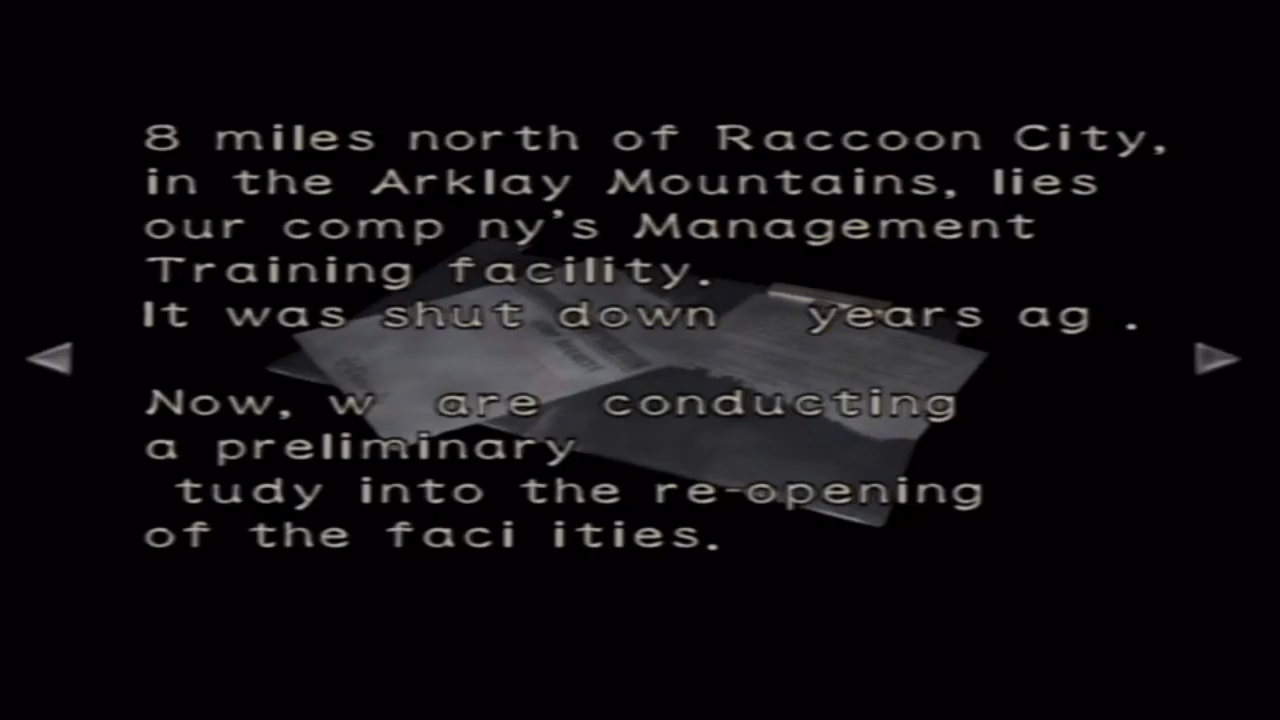 8 miles north of Raccoon City,
in the Arklay Mountains, lies
our comp ny's Management
Training facility.
It was shut down   years ag .
Now, w  are  conducting
a preliminary
 tudy into the re-opening
of the faci ities.